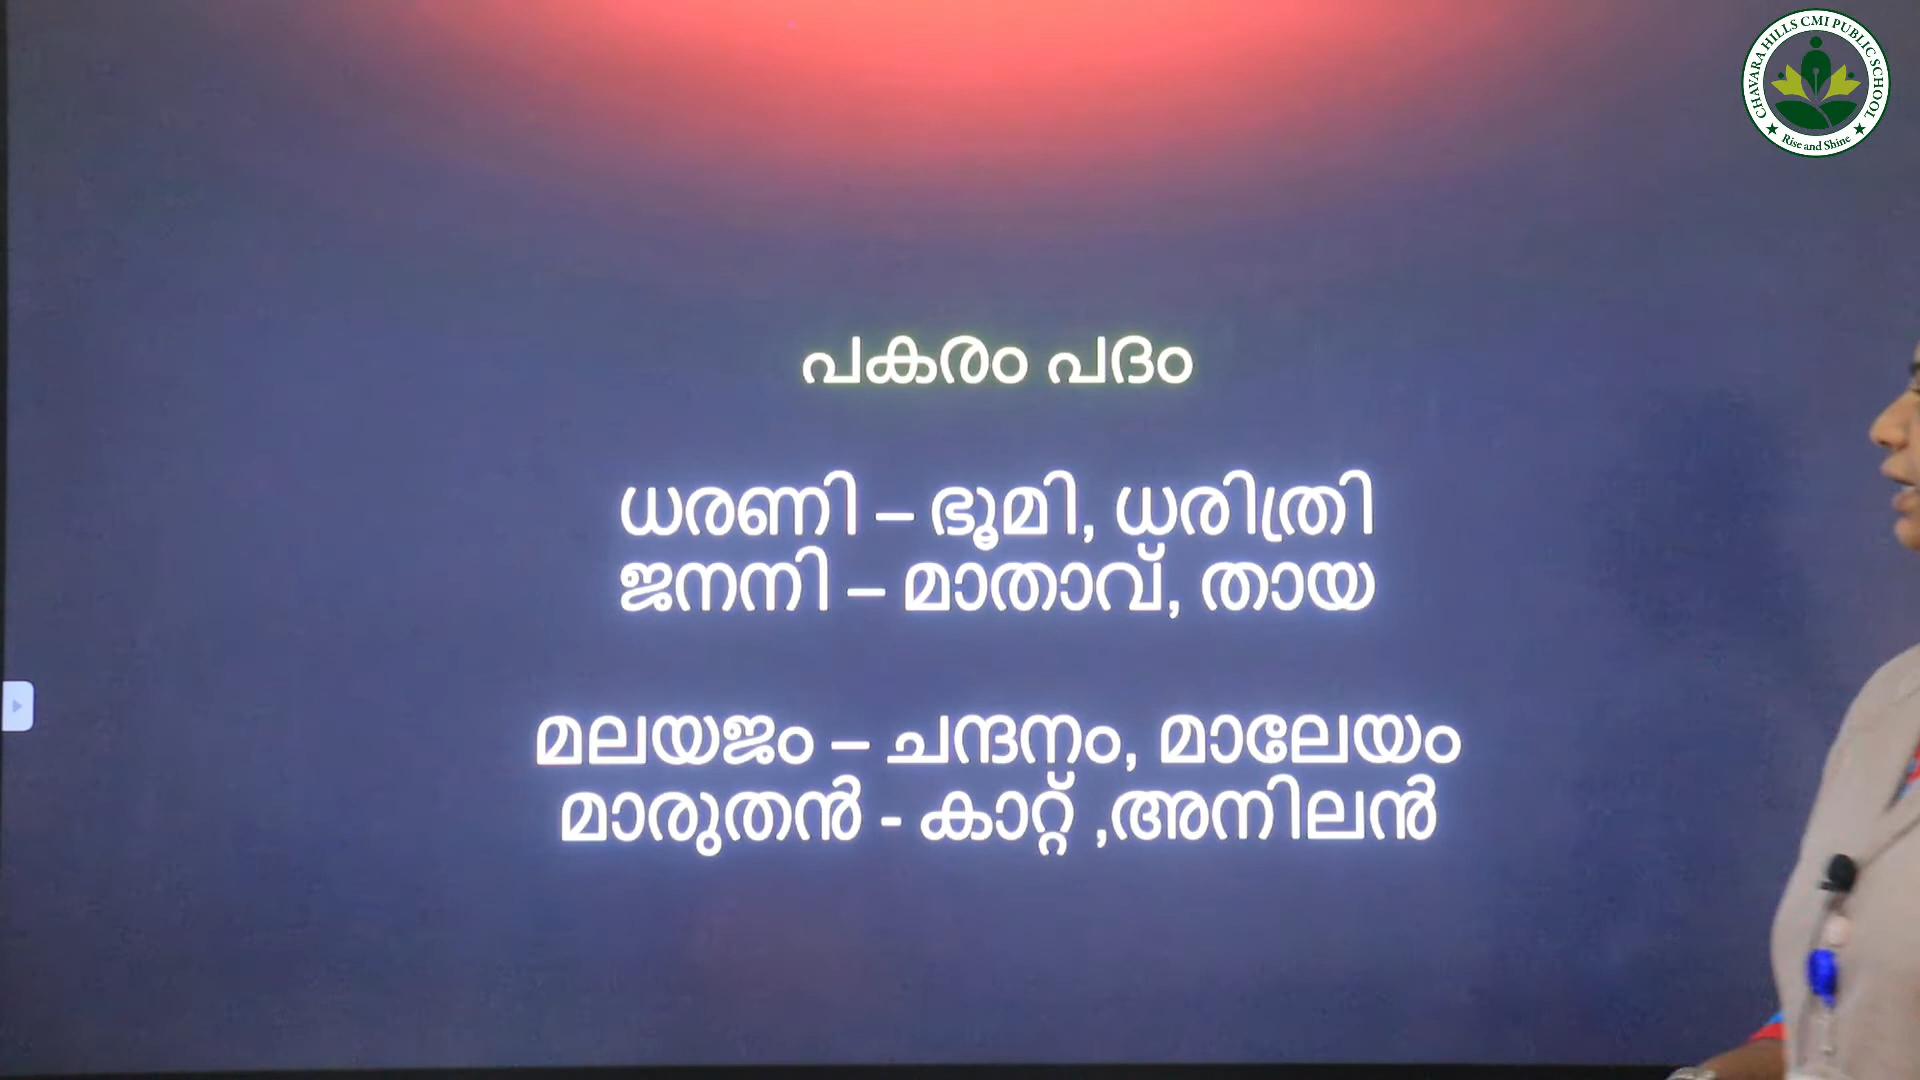 CHAVARA HILLS CMI PUBLIC SCHOOL
Rise and Shine
പകരം പദം
ധരണി – ഭൂമി, ധരിത്രി
ജനനി – മാതാവ്, തായ
മലയജം – ചന്ദനം, മാലേയം
മാരുതൻ - കാറ്റ് ,അനിലൻ